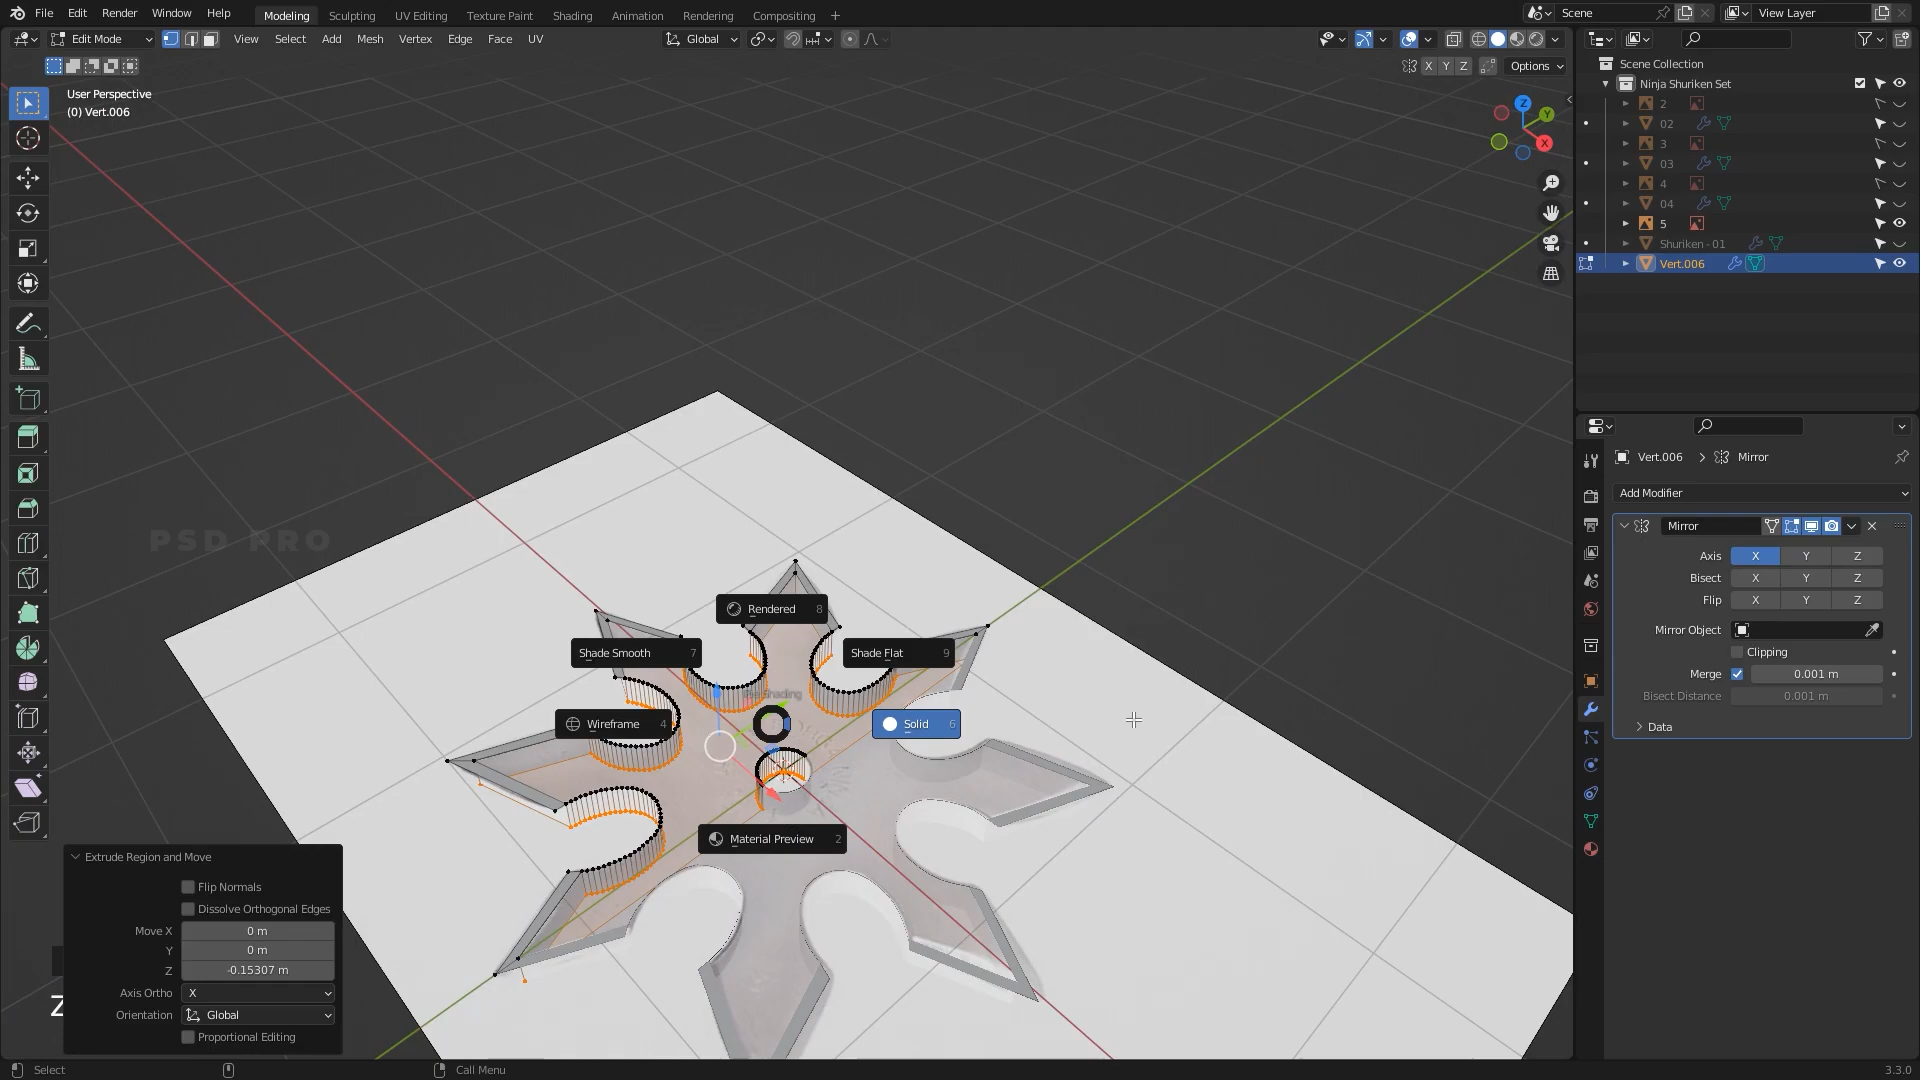 File Edit Render Window Help
Modeling Sculpting UV Editing Texture Paint Shading Animation Rendering Compositing +
Scene
View Layer
Edit Mode
View Select Add Mesh Vertex Edge Face UV
Global
X Y Z
Options
User Perspective
(0) Vert.006
Z
Y
X
Scene Collection
Ninja Shuriken Set
2
02
3
03
4
04
5
Shuriken - 01
Vert.006
Vert.006 > Mirror
Add Modifier
Mirror
Axis X Y Z
Bisect X Y Z
Flip X Y Z
Mirror Object
Clipping
Merge 0.001 m
Bisect Distance 0.001 m
Data
PSD PRO
Rendered 8
Shade Smooth 7
Shade Flat 9
Shading
Wireframe 4
Solid 6
Material Preview 2
Extrude Region and Move
Flip Normals
Dissolve Orthogonal Edges
Move X 0 m
Y 0 m
Z -0.15307 m
Axis Ortho X
Orientation Global
Proportional Editing
Z
Select
Call Menu
3.3.0